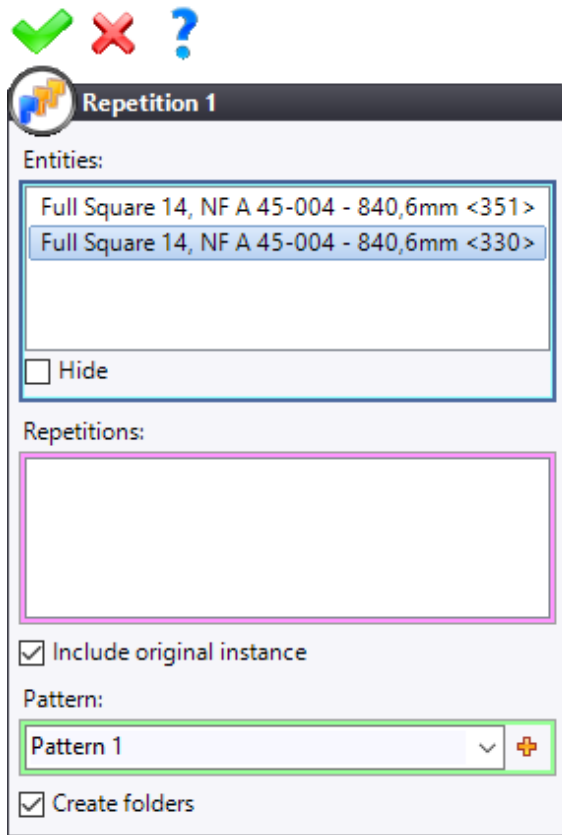 Repetition 1
Entities:
Full Square 14, NF A 45-004 - 840,6mm <351>
Full Square 14, NF A 45-004 - 840,6mm <330>
Hide
Repetitions:
Include original instance
Pattern:
Pattern 1
Create folders